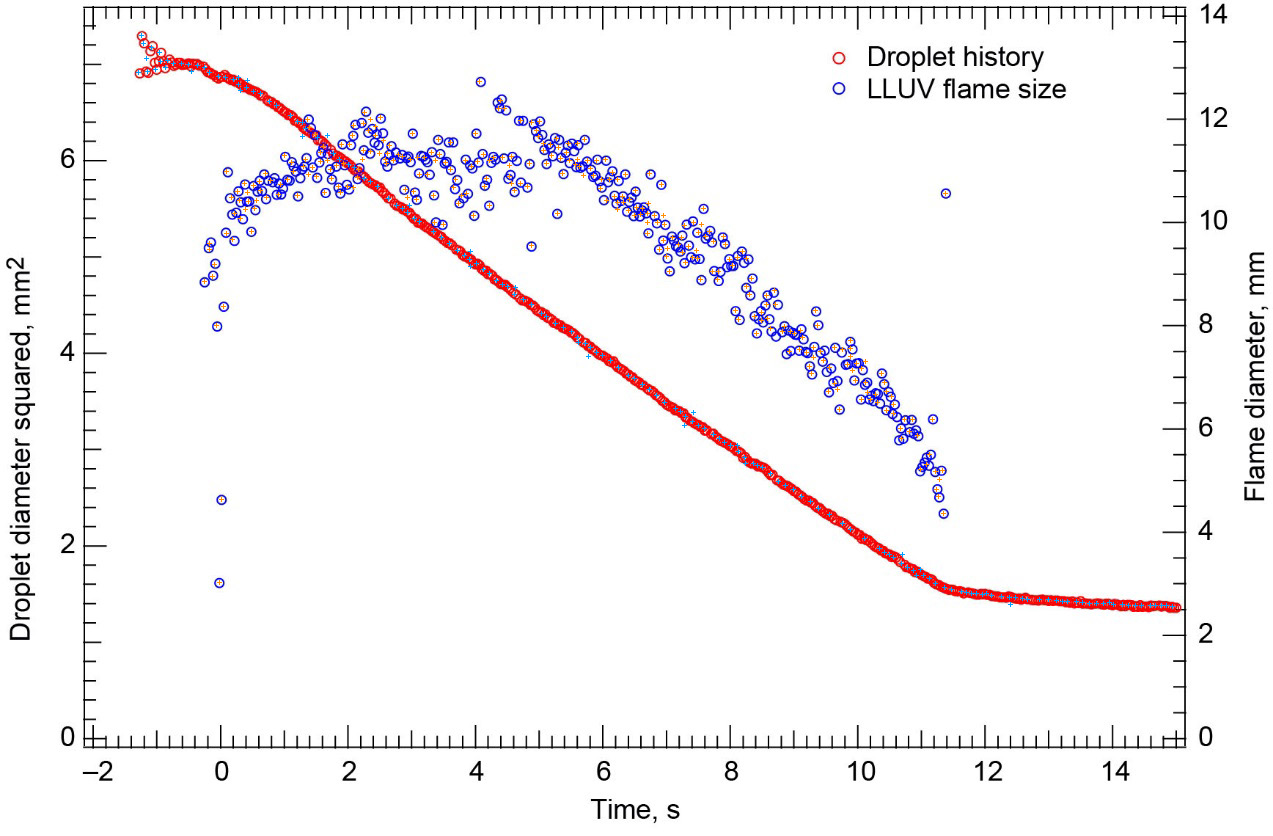 14
12
10
8
6
4
2
0
6
4
2
0
Droplet history
LLUV flame size
Droplet diameter squared, mm2
Flame diameter, mm
–2 0 2 4 6 8 10 12 14
Time, s